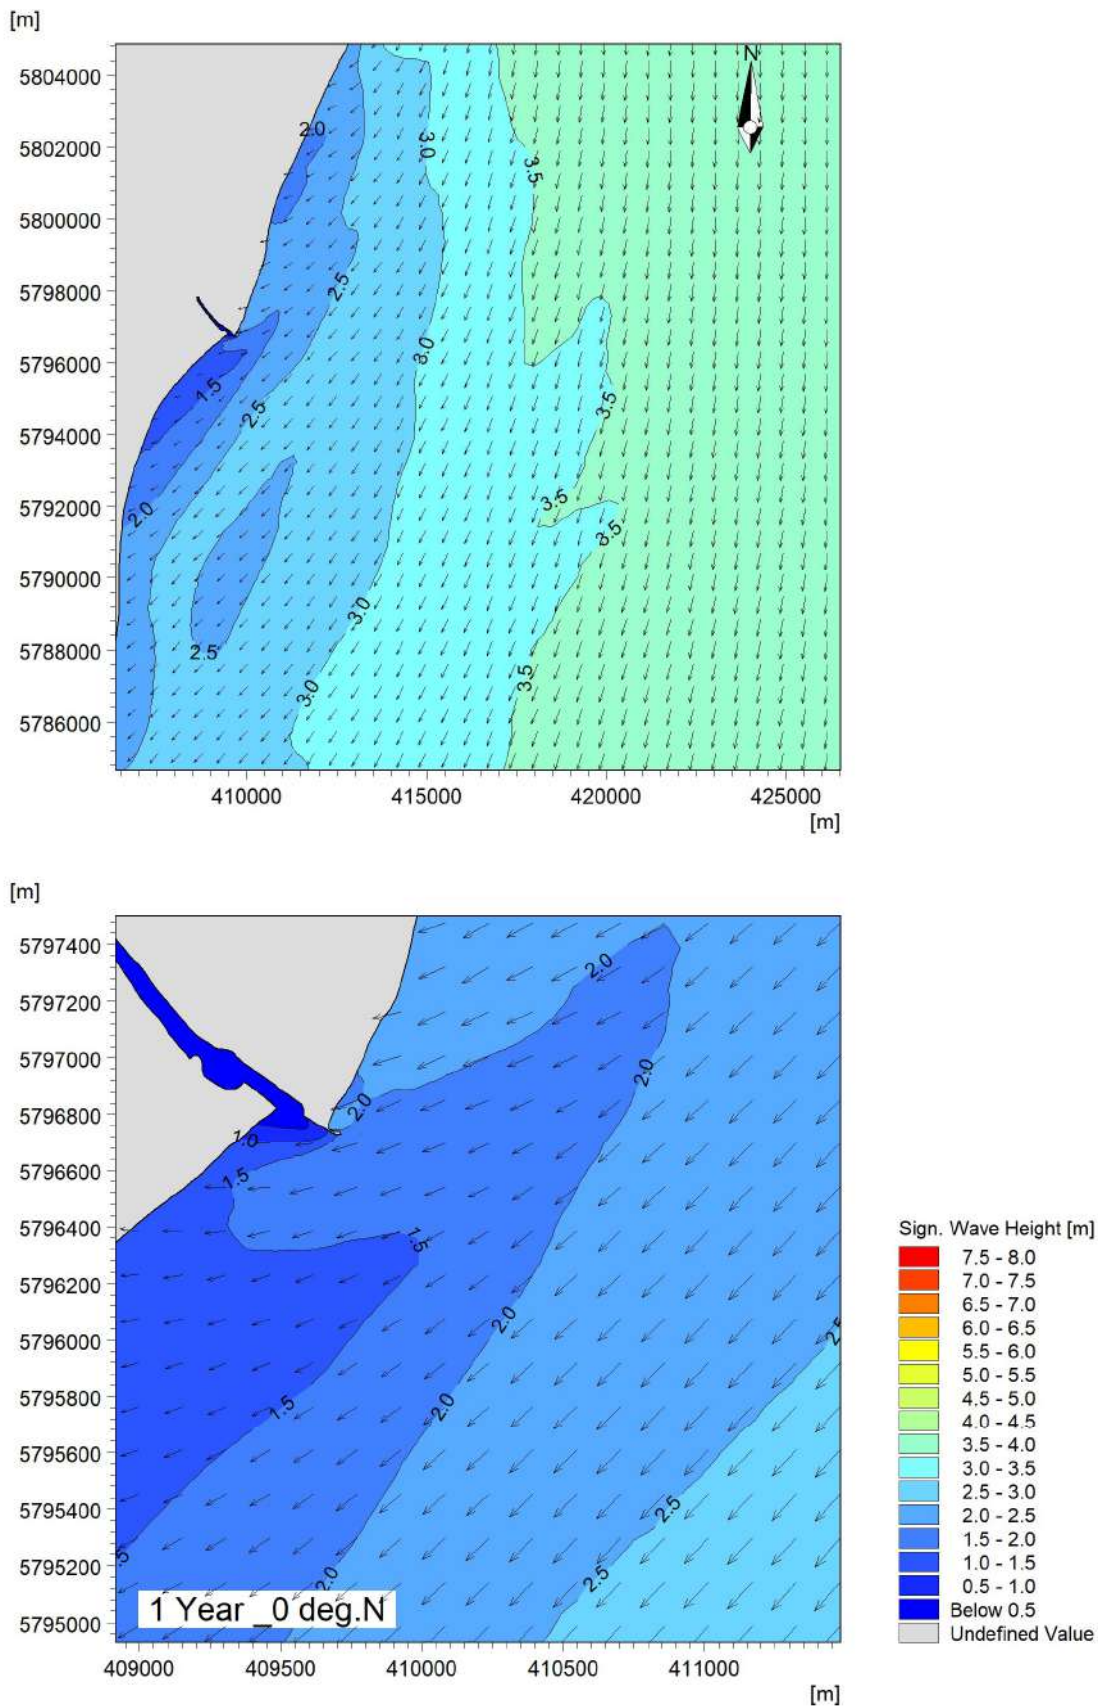 [m]
5804000
5802000
5800000
5798000
5796000
5794000
5792000
5790000
5788000
5786000
N
2.0
3.0
3.5
2.5
3.0
1.5
2.5
3.5
2.0
3.5
3.5
3.0
2.5
3.0
3.5
410000 415000 420000 425000
[m]
[m]
5797400
5797200
5797000
5796800
5796600
5796400
5796200
5796000
5795800
5795600
5795400
5795200
5795000
2.0
2.0
2.0
1.0
1.5
1.5
2.0
2.5
1.5
2.0
2.5
2.5
.5
2.0
1 Year _0 deg.N
409000 409500 410000 410500 411000
[m]
Sign. Wave Height [m]
7.5 - 8.0
7.0 - 7.5
6.5 - 7.0
6.0 - 6.5
5.5 - 6.0
5.0 - 5.5
4.5 - 5.0
4.0 - 4.5
3.5 - 4.0
3.0 - 3.5
2.5 - 3.0
2.0 - 2.5
1.5 - 2.0
1.0 - 1.5
0.5 - 1.0
Below 0.5
Undefined Value